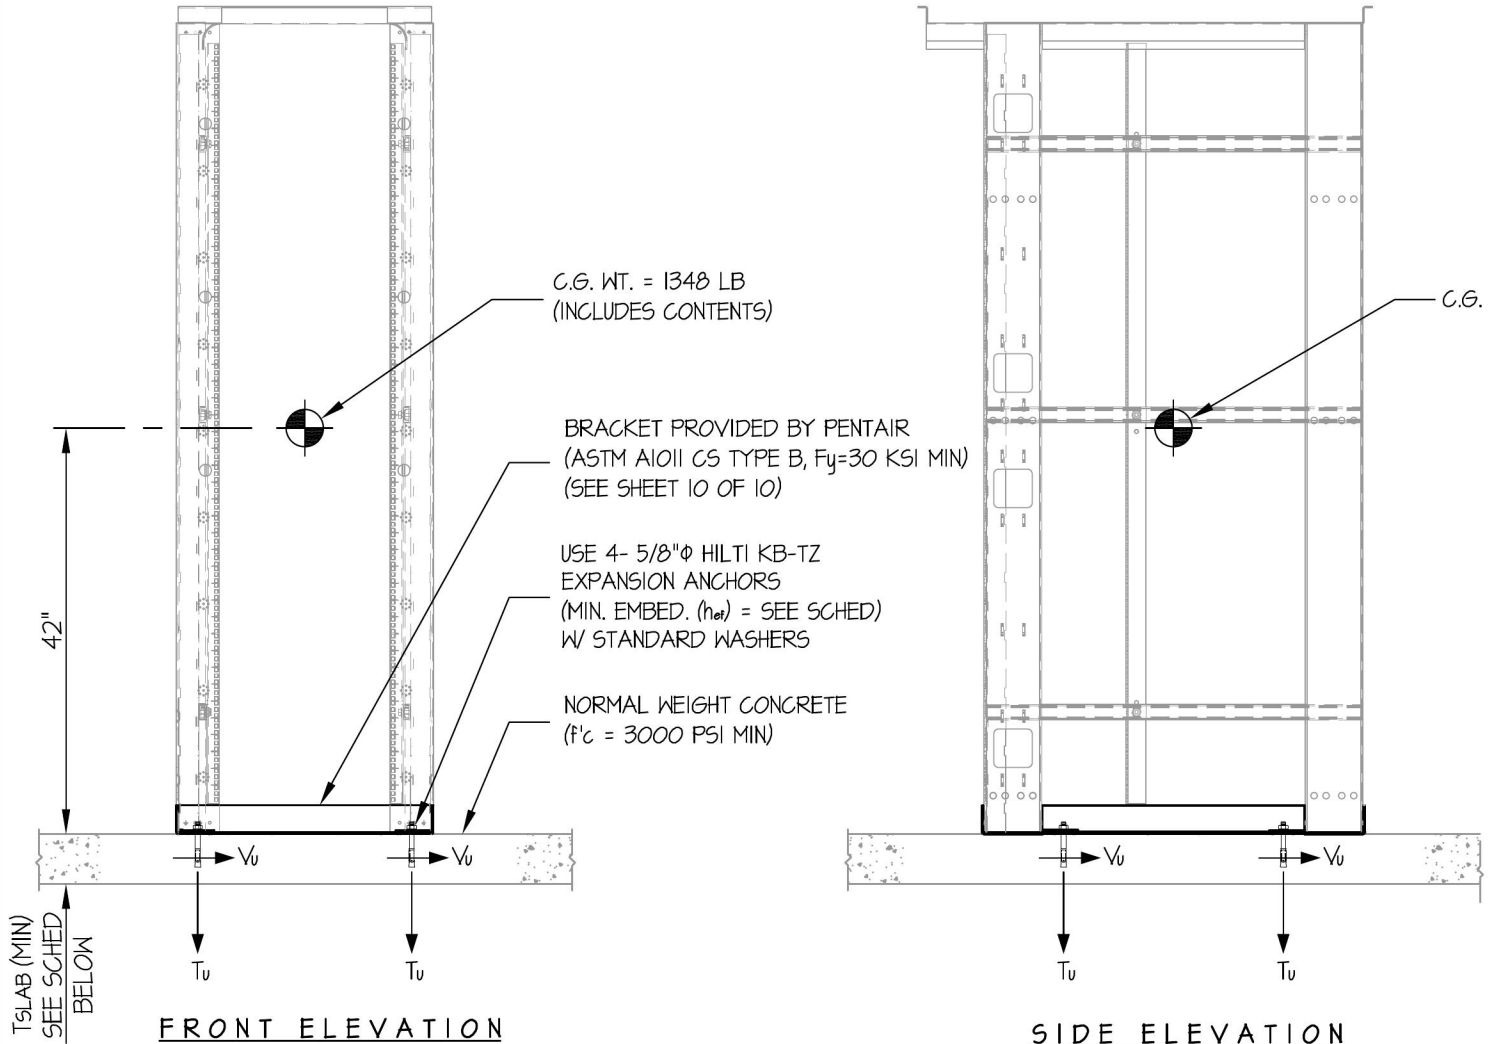 C.G. WT. = 1348 LB
(INCLUDES CONTENTS)
C.G.
BRACKET PROVIDED BY PENTAIR
(ASTM A1011 CS TYPE B, Fy=30 KSI MIN)
(SEE SHEET 10 OF 10)
USE 4- 5/8"Φ HILTI KB-TZ
EXPANSION ANCHORS
(MIN. EMBED. (hef) = SEE SCHED)
W/ STANDARD WASHERS
42"
NORMAL WEIGHT CONCRETE
(f'c = 3000 PSI MIN)
Vu
Vu
Vu
Vu
Tu
Tu
Tu
Tu
TSLAB (MIN)
SEE SCHED
BELOW
FRONT ELEVATION
SIDE ELEVATION